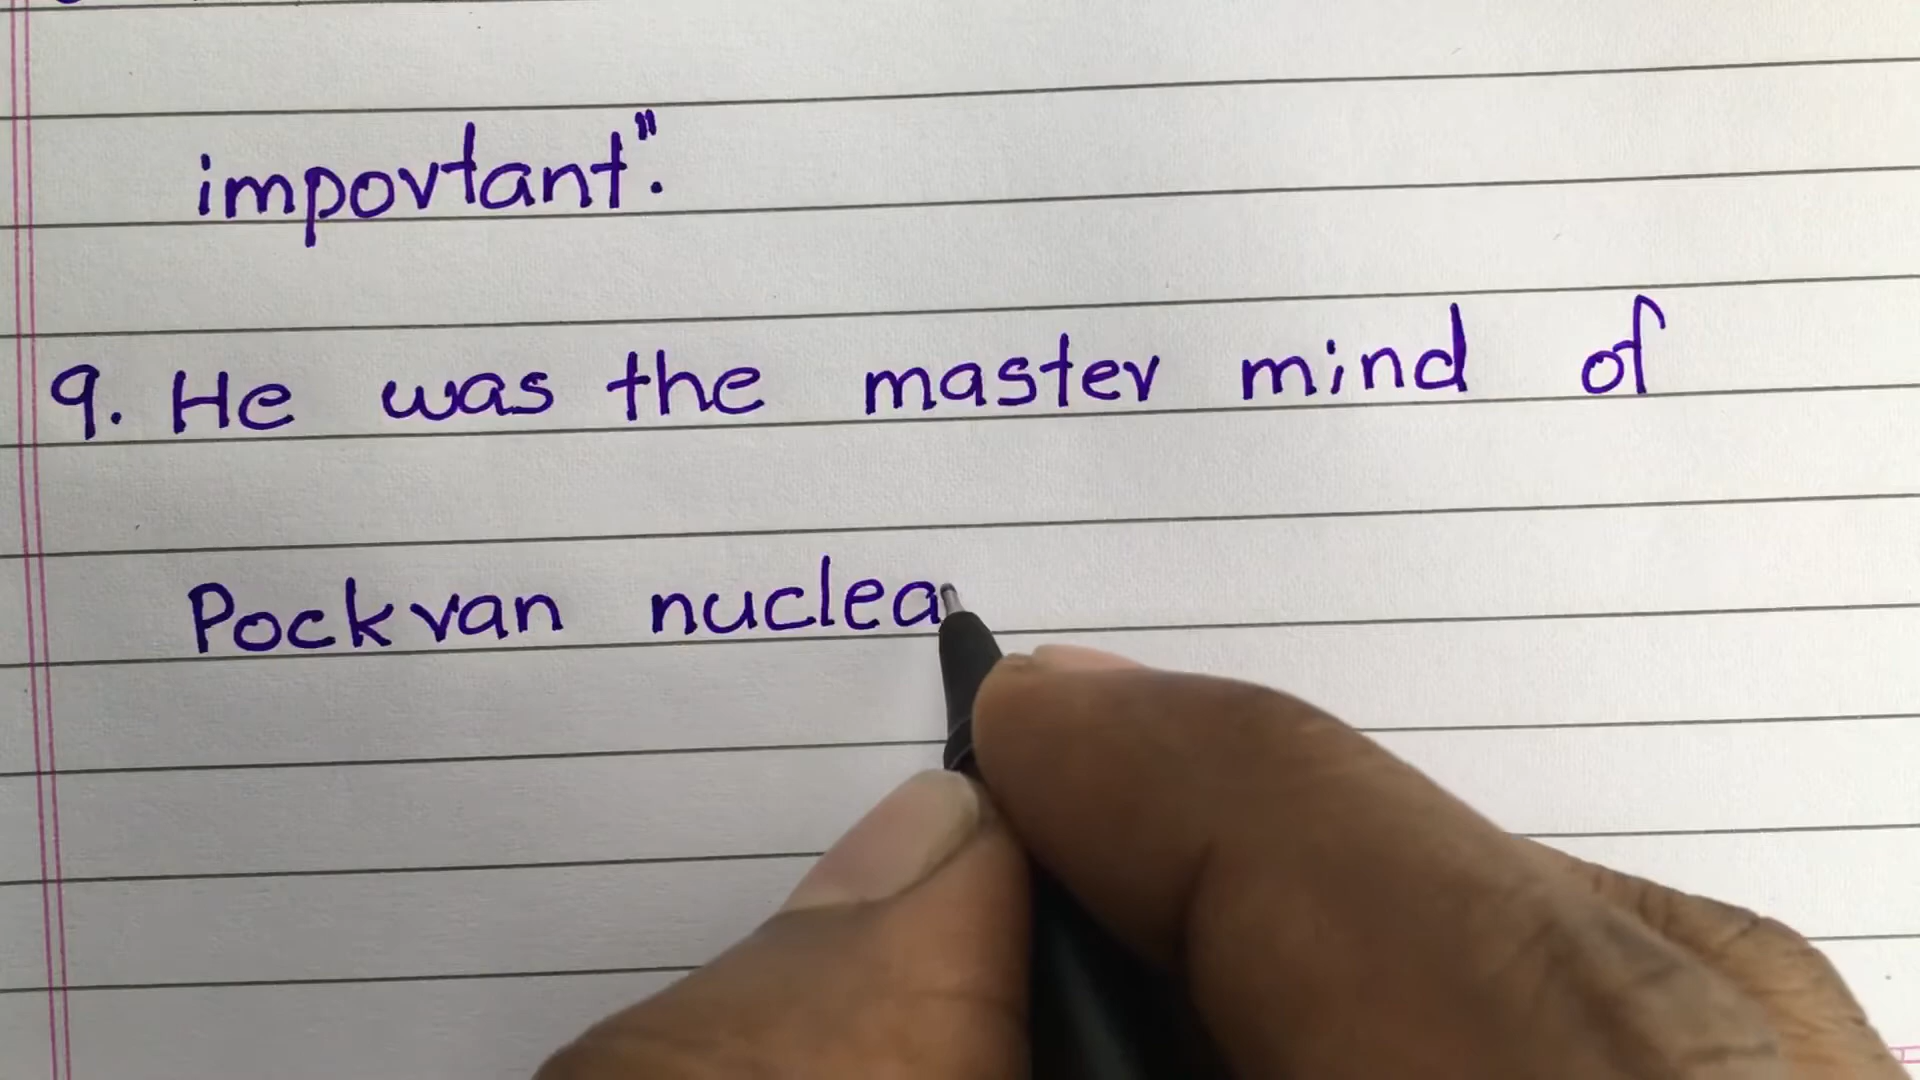 important".
9. He was the master mind of
Pockran nuclea